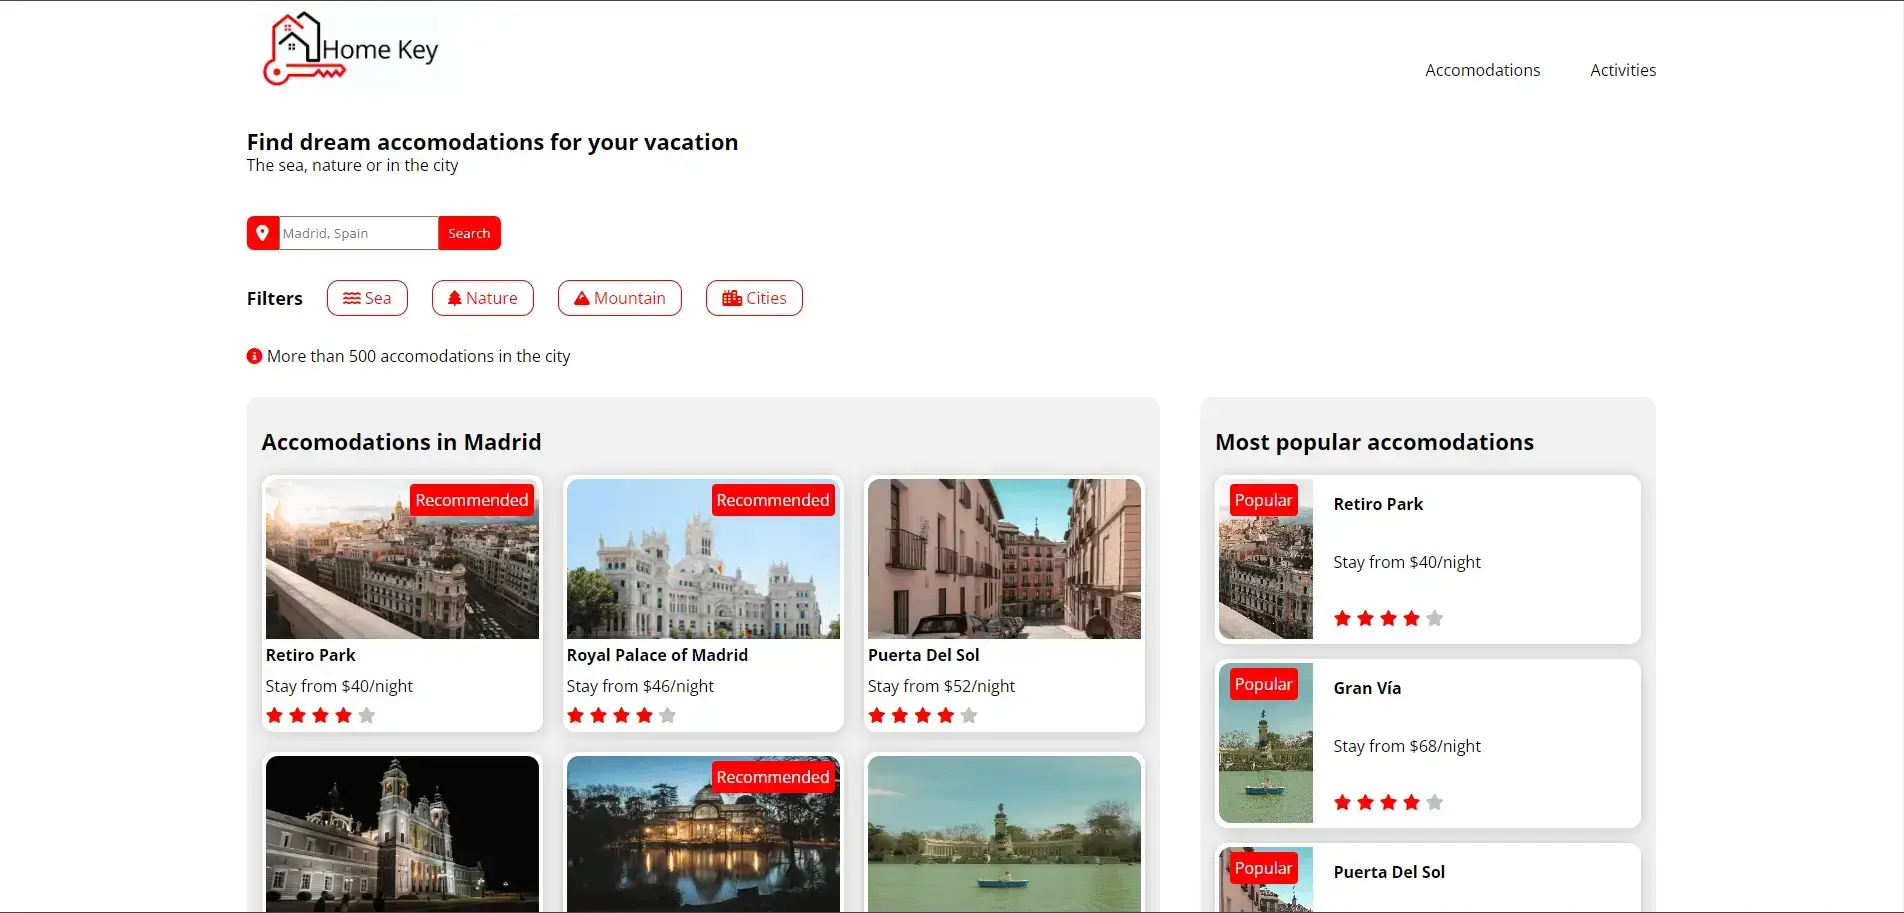 Home Key
Accomodations
Activities
Find dream accomodations for your vacation
The sea, nature or in the city
Madrid, Spain
Search
Filters
Sea
Nature
Mountain
Cities
More than 500 accomodations in the city
Accomodations in Madrid
Recommended
Retiro Park
Stay from $40/night
Recommended
Royal Palace of Madrid
Stay from $46/night
Puerta Del Sol
Stay from $52/night
Recommended
Most popular accomodations
Popular
Retiro Park
Stay from $40/night
Popular
Gran Vía
Stay from $68/night
Popular
Puerta Del Sol